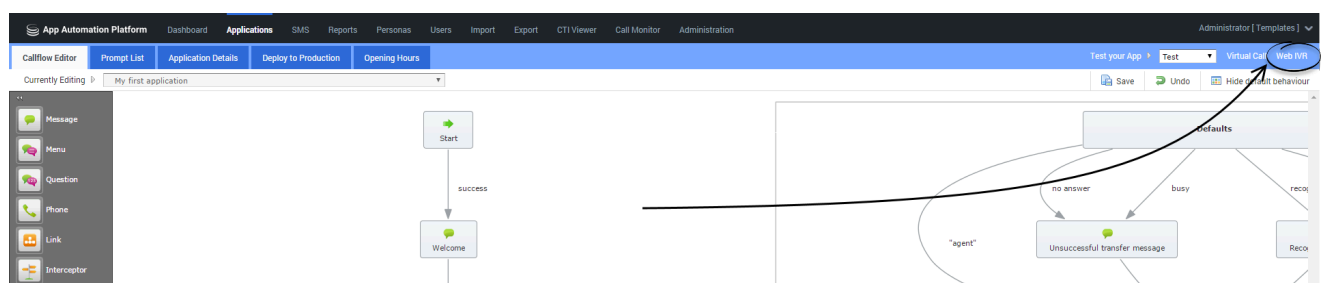 App Automation Platform Dashboard Applications SMS Reports Personas Users Import Export CTI Viewer Call Monitor Administration Administrator [ Templates ]
Callflow Editor Prompt List Application Details Deploy to Production Opening Hours Test your App Test Virtual Call Web IVR
Currently Editing My first application Save Undo Hide default behaviour
Message
Menu
Question
Phone
Link
Interceptor
Start
success
Welcome
Defaults
no answer
busy
recog
"agent"
Unsuccessful transfer message
Reco